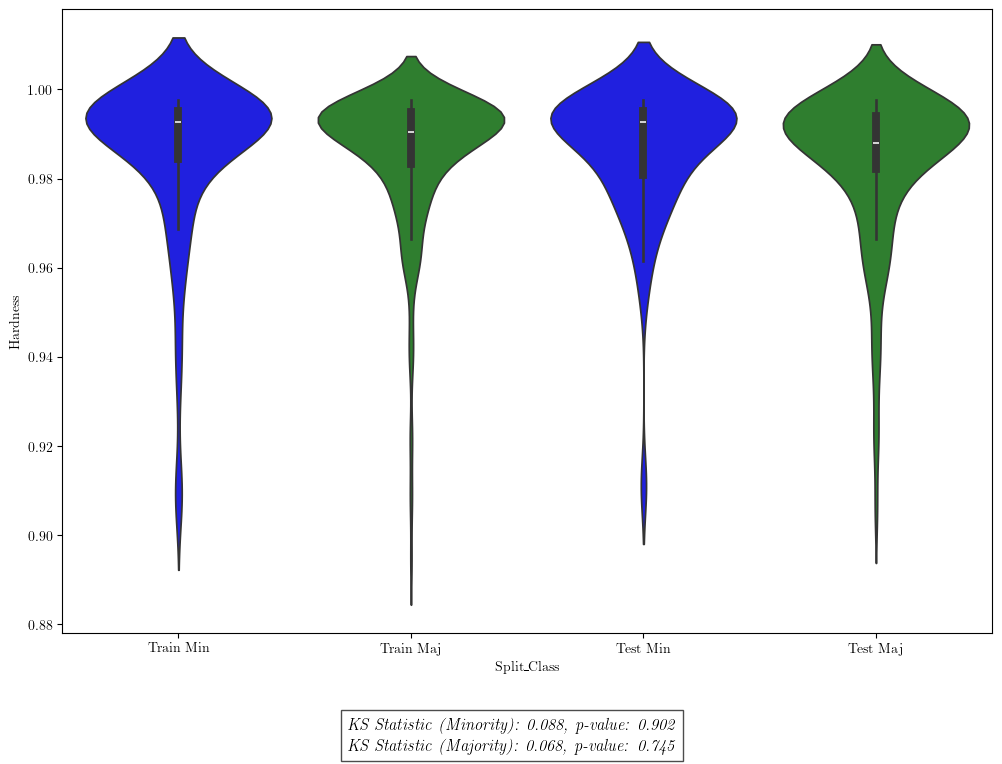 Hardness
1.00
0.98
0.96
0.94
0.92
0.90
0.88
Train Min
Train Maj
Test Min
Test Maj
Split_Class
KS Statistic (Minority): 0.088, p-value: 0.902
KS Statistic (Majority): 0.068, p-value: 0.745